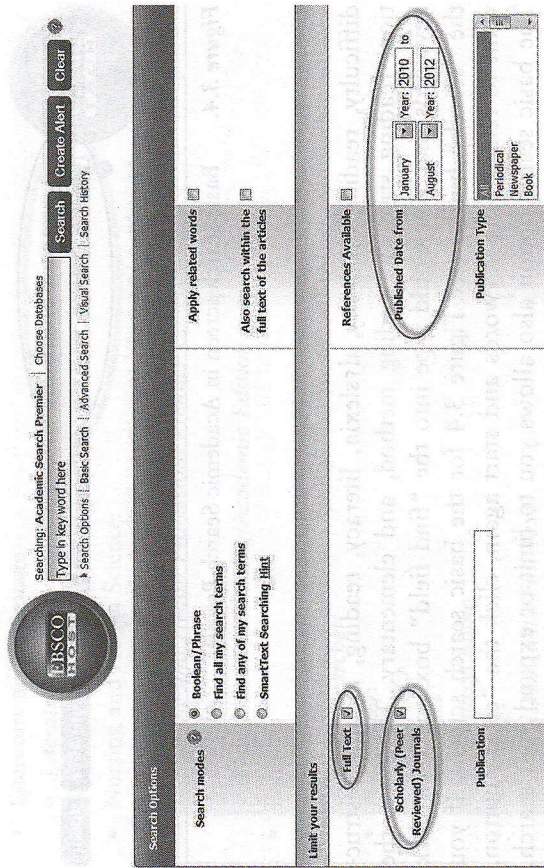 EBSCO
HOST
Searching: Academic Search Premier | Choose Databases
Type in key word here
Search
Create Alert
Clear
Search Options | Basic Search | Advanced Search | Visual Search | Search History
Search Options
Search modes
Boolean/Phrase
Find all my search terms
Find any of my search terms
SmartText Searching Hint
Apply related words
Also search within the
full text of the articles
Limit your results
Full Text
Scholarly (Peer
Reviewed) Journals
Publication
References Available
Published Date from
January Year: 2010 to
August Year: 2012
Publication Type
All
Periodical
Newspaper
Book